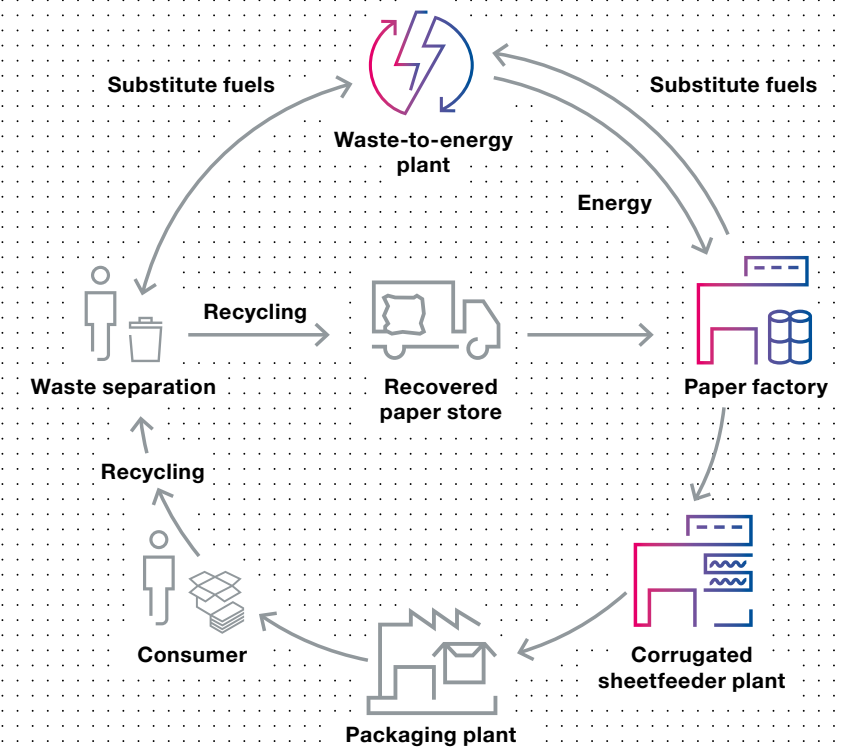 Substitute fuels
Substitute fuels
Waste-to-energy
plant
Energy
Recycling
Waste separation
Recovered
paper store
Paper factory
Recycling
Consumer
Corrugated
sheetfeeder plant
Packaging plant